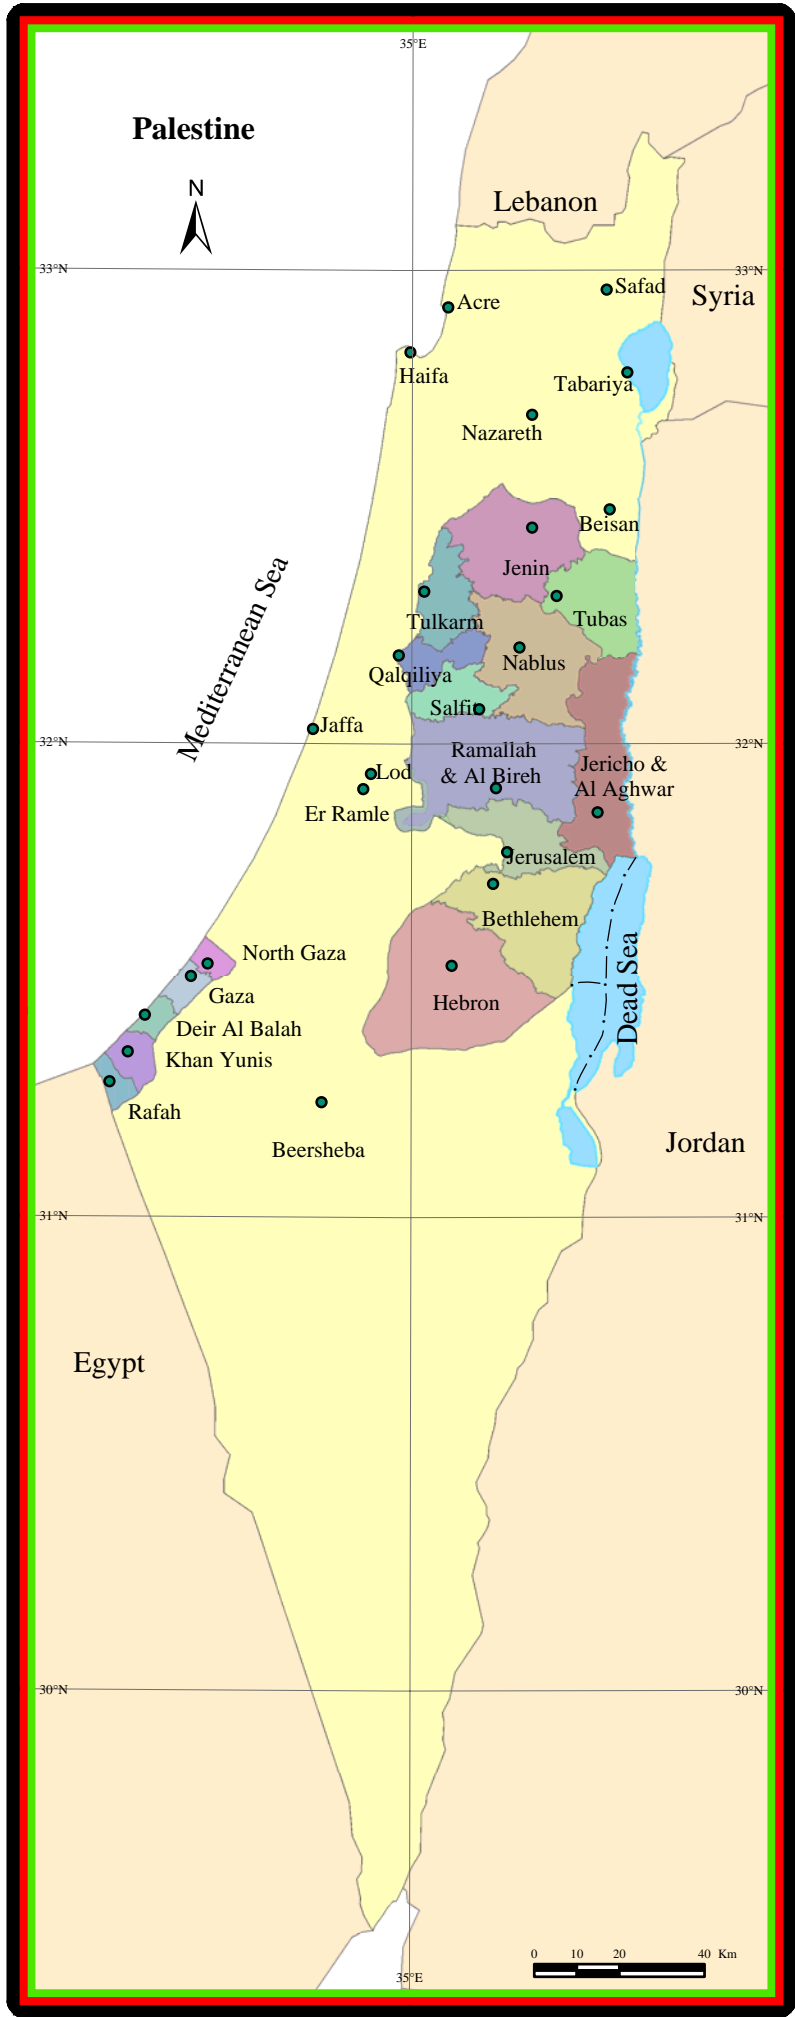 35°E
Palestine
N
Lebanon
33°N
33°N
Safad
Syria
Acre
Haifa
Tabariya
Nazareth
Beisan
Mediterranean Sea
Jenin
Tulkarm
Tubas
Nablus
Qalqiliya
Salfit
Jaffa
32°N
32°N
Ramallah
& Al Bireh
Jericho &
Al Aghwar
Lod
Er Ramle
Jerusalem
Bethlehem
North Gaza
Dead Sea
Gaza
Hebron
Deir Al Balah
Khan Yunis
Rafah
Beersheba
Jordan
31°N
31°N
Egypt
30°N
30°N
0 10 20 40 Km
35°E